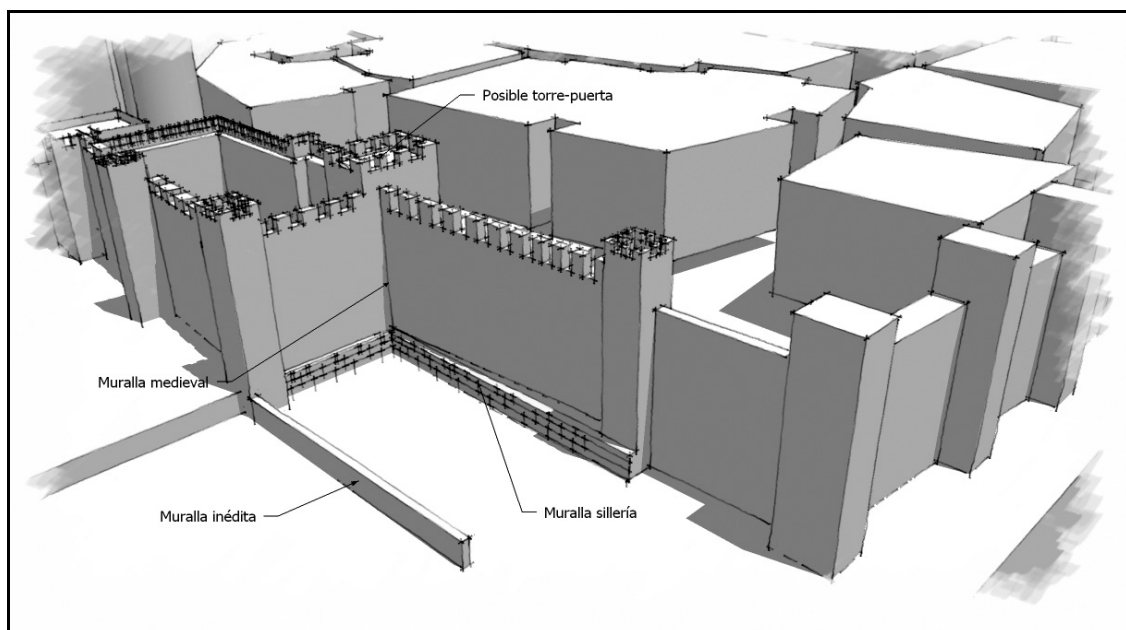 Posible torre-puerta
Muralla medieval
Muralla inédita
Muralla sillería